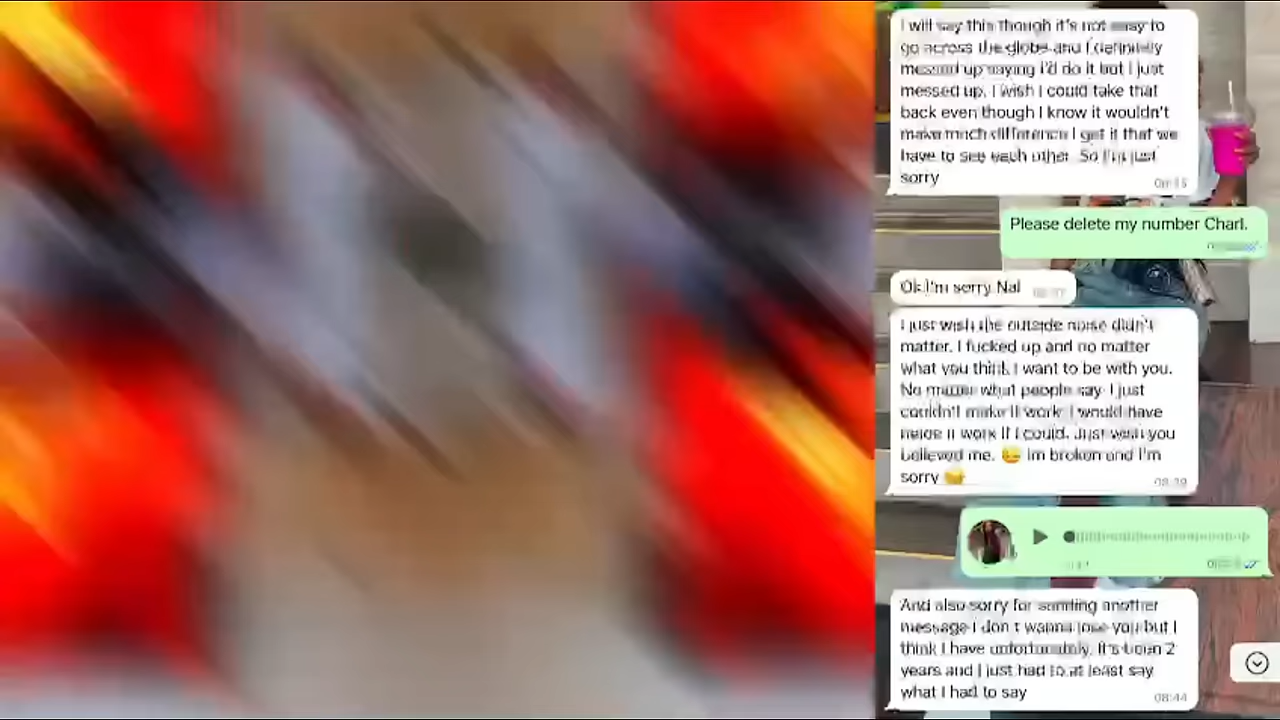 I will say this though it's not easy to
go across the globe and I definitely
messed up saying I'd do it but I just
messed up. I wish I could take that
back even though I know it wouldn't
make much difference I get it that we
have to see each other. So I'm just
sorry
Please delete my number Charl.
Ok I'm sorry Nal
I just wish the outside noise didn't
matter. I fucked up and no matter
what you think I want to be with you.
No matter what people say I just
couldn't make it work I would have
made it work if I could. Just wish you
believed me. 😓 Im broken and I'm
sorry 😓
08:39
And also sorry for sending another
message I don't wanna lose you but I
think I have unfortunately. It's been 2
years and I just had to at least say
what I had to say
08:44